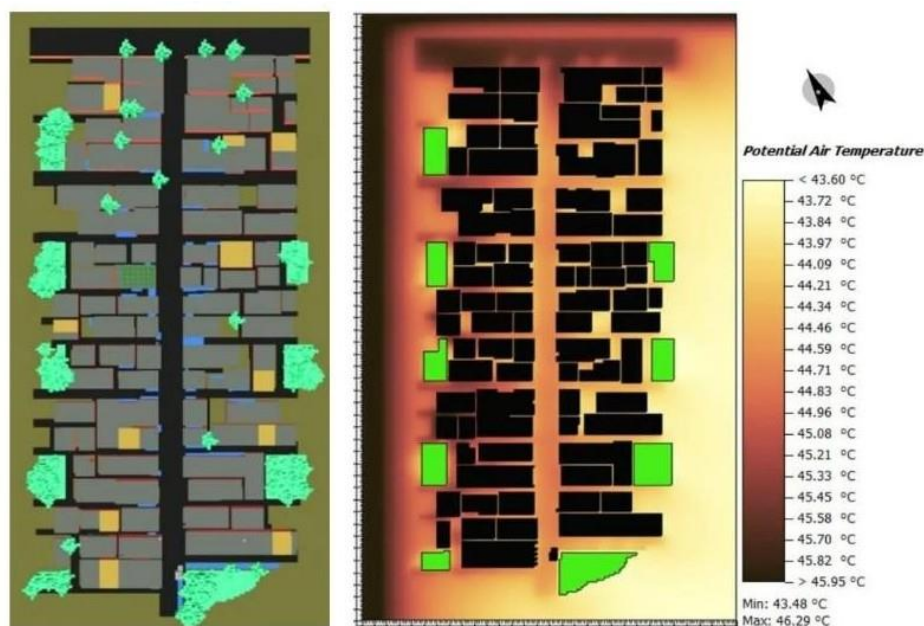 Potential Air Temperature
< 43.60 °C
43.72 °C
43.84 °C
43.97 °C
44.09 °C
44.21 °C
44.34 °C
44.46 °C
44.59 °C
44.71 °C
44.83 °C
44.96 °C
45.08 °C
45.21 °C
45.33 °C
45.45 °C
45.58 °C
45.70 °C
45.82 °C
> 45.95 °C
Min: 43.48 °C
Max: 46.29 °C